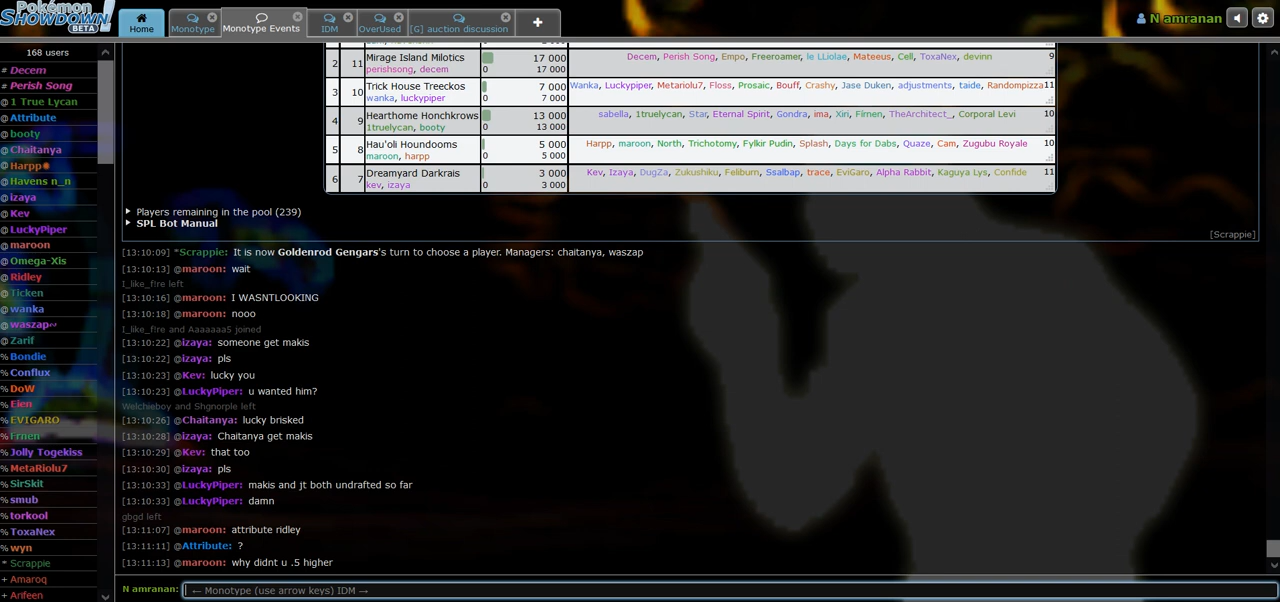 Pokémon
SHOWDOWN!
BETA!
Home
Monotype
Monotype Events
IDM
OverUsed
[G] auction discussion
+
N amranan
168 users
# Decem
# Perish Song
@ 1 True Lycan
@ Attribute
@ booty
@ Chaitanya
@ Harpp
@ Havens n_n
@ izaya
@ Kev
@ LuckyPiper
@ maroon
@ Omega-Xis
@ Ridley
@ Ticken
@ wanka
@ waszap~
@ Zarif
% Bondie
% Conflux
% DoW
% Elen
% EVIGARO
% Frnen
% Jolly Togekiss
% MetaRiolu7
% SirSkit
% smub
% torkool
% ToxaNex
% wyn
* Scrappie
+ Amaroq
+ Arifeen
2 11 Mirage Island Milotics 17 000 Decem, Perish Song, Empo, Freeroamer, le LLiolae, Mateeus, Cell, ToxaNex, devinn 9
perishsong, decem 0 17 000
3 10 Trick House Treeckos 7 000 Wanka, Luckypiper, Metariolu7, Floss, Prosaic, Bouff, Crashy, Jase Duken, adjustments, taide, Randompizza 11
wanka, luckypiper 0 7 000
4 9 Hearthome Honchkrows 13 000 sabella, 1truelycan, Star, Eternal Spirit, Gondra, ima, Xiri, Fírnen, TheArchitect_, Corporal Levi 10
1truelycan, booty 0 13 000
5 8 Hau'oli Houndooms 5 000 Harpp, maroon, North, Trichotomy, Fylkir Pudin, Splash, Days for Dabs, Quaze, Cam, Zugubu Royale 10
maroon, harpp 0 5 000
6 7 Dreamyard Darkrais 3 000 Kev, Izaya, DugZa, Zukushiku, Feliburn, Ssalbap, trace, EviGaro, Alpha Rabbit, Kaguya Lys, Confide 11
kev, izaya 0 3 000
Players remaining in the pool (239)
SPL Bot Manual
[Scrappie]
[13:10:09] *Scrappie: It is now Goldenrod Gengars's turn to choose a player. Managers: chaitanya, waszap
[13:10:13] @maroon: wait
I_like_f!re left
[13:10:16] @maroon: I WASNTLOOKING
[13:10:18] @maroon: nooo
I_like_f!re and Aaaaaaa5 joined
[13:10:22] @izaya: someone get makis
[13:10:22] @izaya: pls
[13:10:23] @Kev: lucky you
[13:10:23] @LuckyPiper: u wanted him?
Welchieboy and Shgnorple left
[13:10:26] @Chaitanya: lucky brisked
[13:10:28] @izaya: Chaitanya get makis
[13:10:29] @Kev: that too
[13:10:30] @izaya: pls
[13:10:33] @LuckyPiper: makis and jt both undrafted so far
[13:10:33] @LuckyPiper: damn
gbgd left
[13:11:07] @maroon: attribute ridley
[13:11:11] @Attribute: ?
[13:11:13] @maroon: why didnt u .5 higher
N amranan: ← Monotype (use arrow keys) IDM →